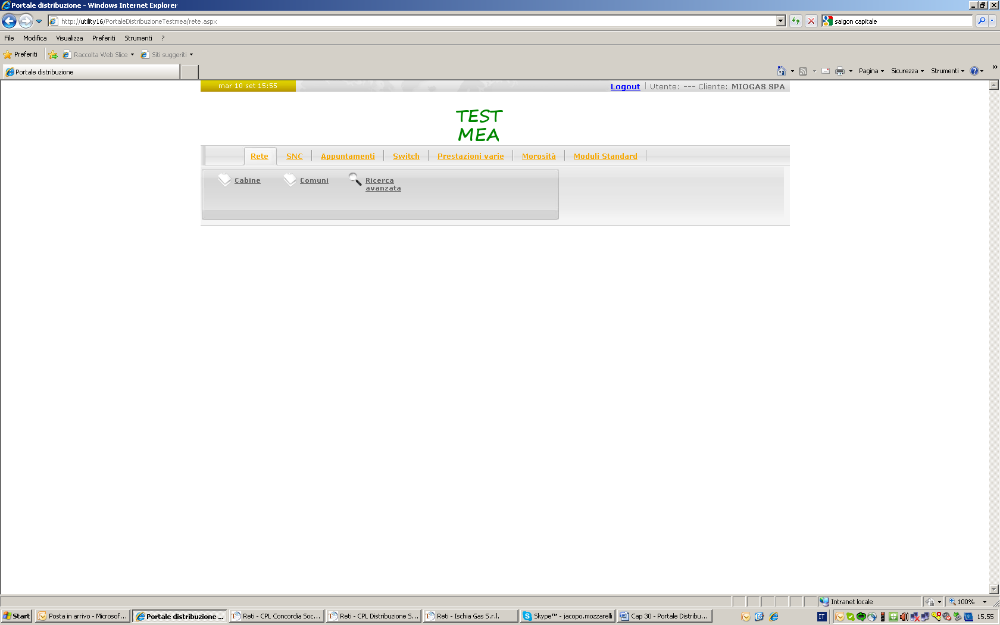 Portale distribuzione - Windows Internet Explorer
http://utility16/PortaleDistribuzioneTestmea/rete.aspx
saigon capitale
File Modifica Visualizza Preferiti Strumenti ?
Preferiti Raccolta Web Slice Siti suggeriti
Portale distribuzione Pagina Sicurezza Strumenti »
mar 10 set 15:55 Logout Utente: --- Cliente: MIOGAS SPA
TEST
MEA
Rete SNC Appuntamenti Switch Prestazioni varie Morosità Moduli Standard
Cabine Comuni Ricerca
avanzata
Intranet locale 100%
Start Posta in arrivo - Microsof... Portale distribuzione ... Reti - CPL Concordia Soc... Reti - CPL Distribuzione S... Reti - Ischia Gas S.r.l. Skype™ - jacopo.mozzarelli Cap 30 - Portale Distribu... IT 15.55